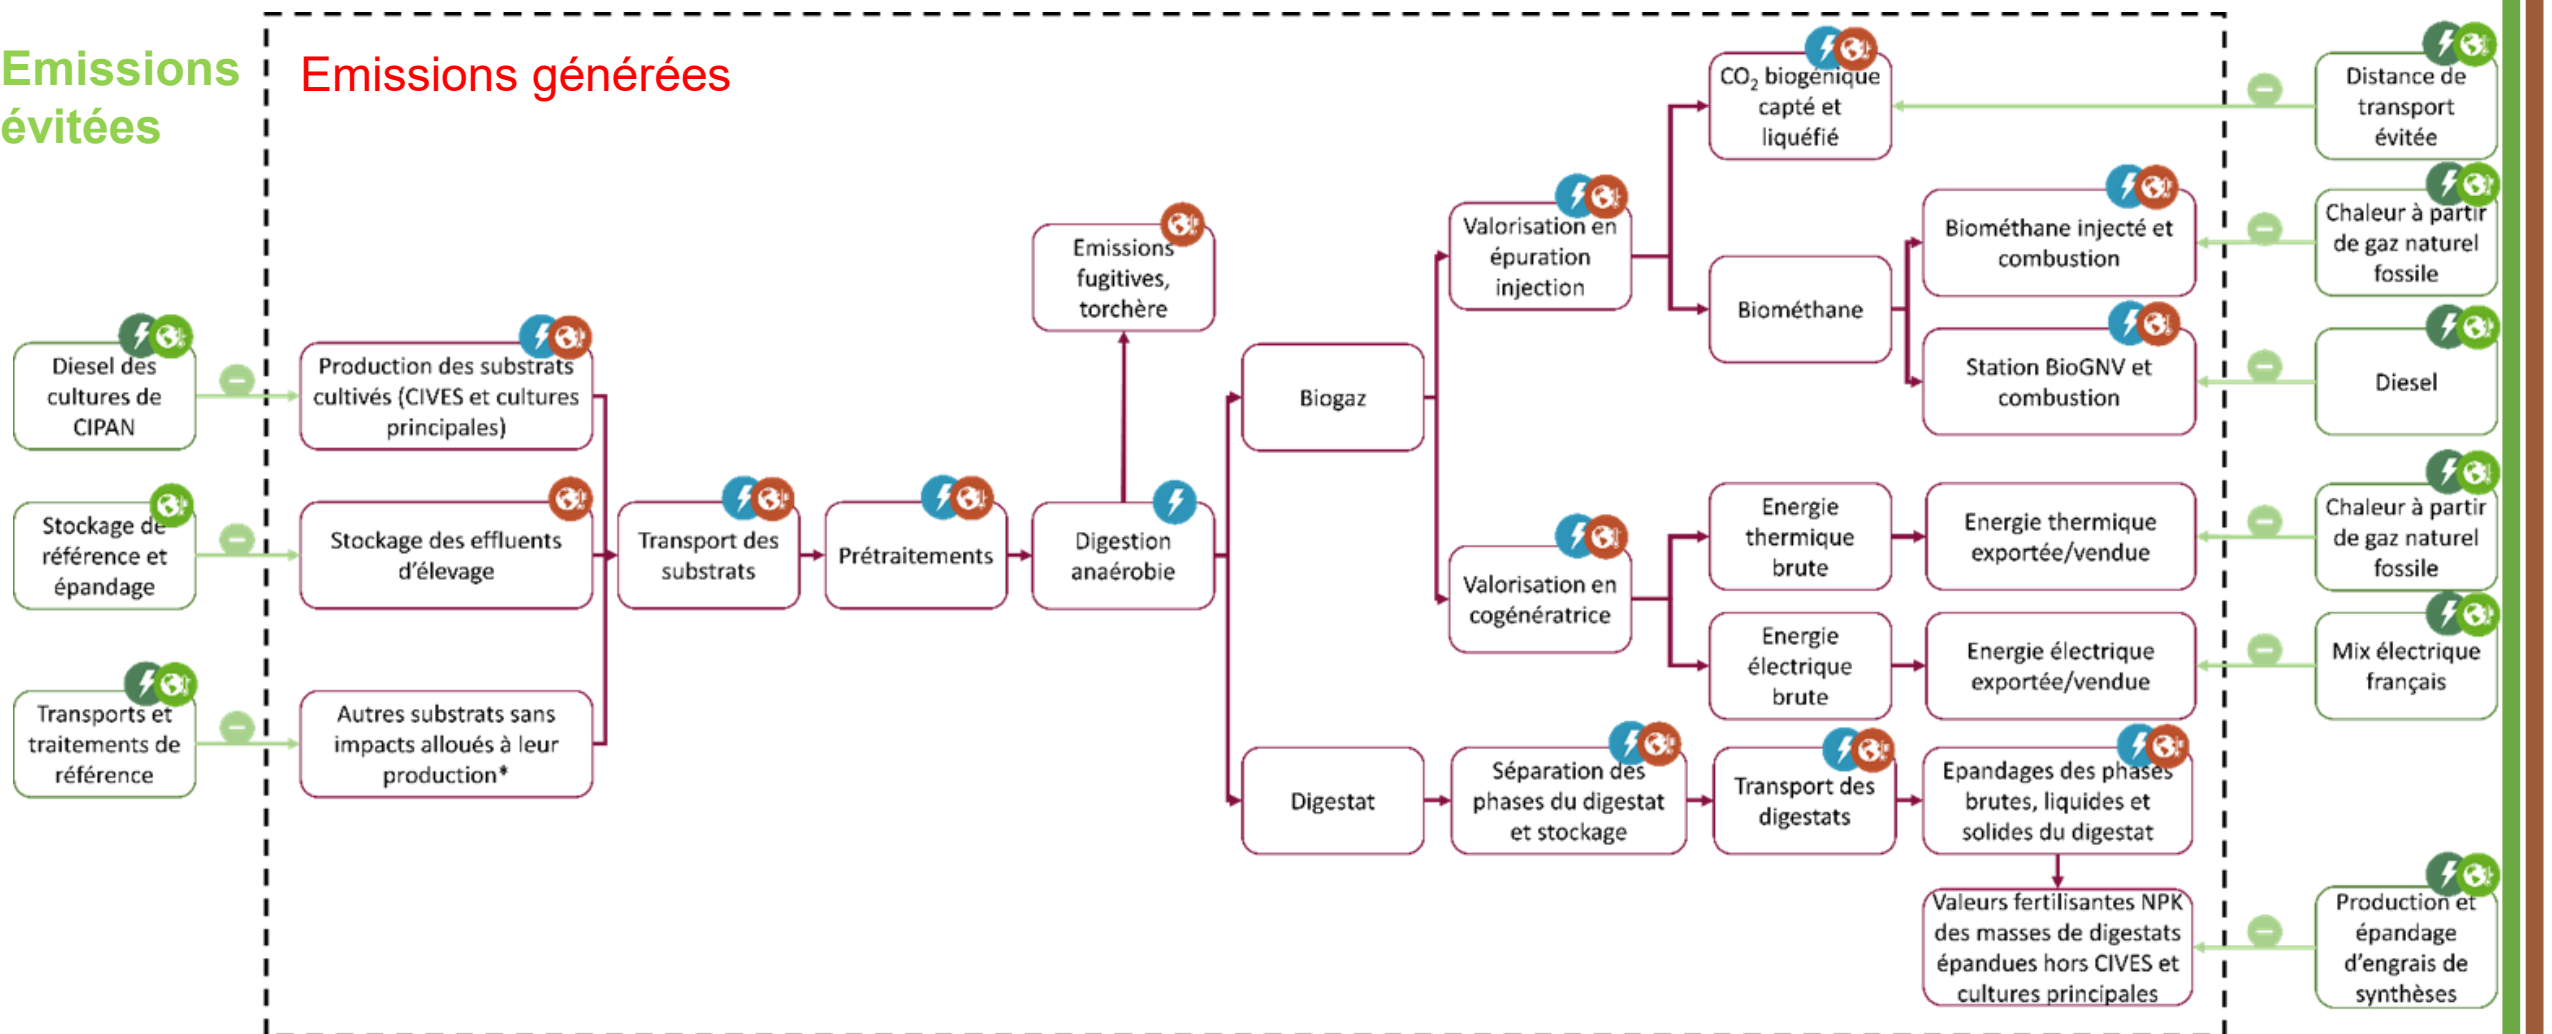 Emissions
évitées
Emissions générées
Diesel des
cultures de
CIPAN
Stockage de
référence et
épandage
Transports et
traitements de
référence
Production des substrats
cultivés (CIVES et cultures
principales)
Stockage des effluents
d'élevage
Autres substrats sans
impacts alloués à leur
production*
Transport des
substrats
Prétraitements
Emissions
fugitives,
torchère
Digestion
anaérobie
Biogaz
Digestat
Valorisation en
épuration
injection
Valorisation en
cogénératrice
CO₂ biogénique
capté et
liquéfié
Biométhane
Biométhane injecté et
combustion
Station BioGNV et
combustion
Energie
thermique
brute
Energie thermique
exportée/vendue
Energie
électrique
brute
Energie électrique
exportée/vendue
Séparation des
phases du digestat
et stockage
Transport des
digestats
Epandages des phases
brutes, liquides et
solides du digestat
Valeurs fertilisantes NPK
des masses de digestats
épandues hors CIVES et
cultures principales
Distance de
transport
évitée
Chaleur à partir
de gaz naturel
fossile
Diesel
Chaleur à partir
de gaz naturel
fossile
Mix électrique
français
Production et
épandage
d'engrais de
synthèses